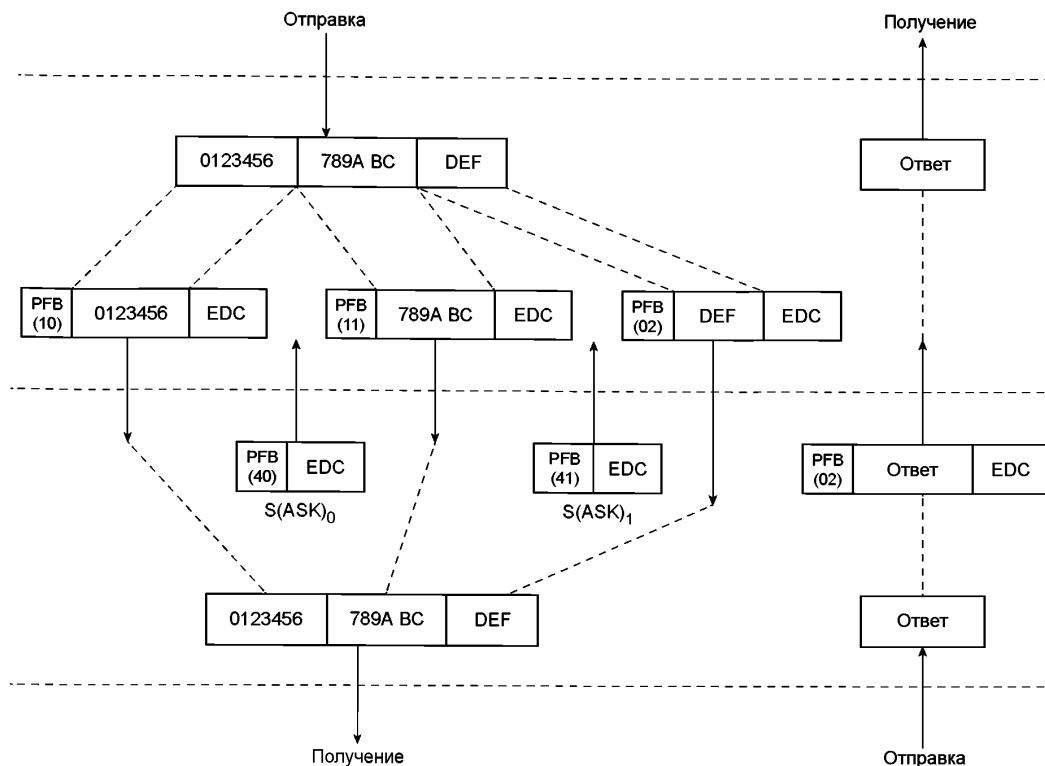 Отправка
Получение
0123456 789A BC DEF
Ответ
PFB (10) 0123456 EDC
PFB (11) 789A BC EDC
PFB (02) DEF EDC
PFB (40) EDC
S(ASK)0
PFB (41) EDC
S(ASK)1
PFB (02) Ответ EDC
0123456 789A BC DEF
Ответ
Получение
Отправка